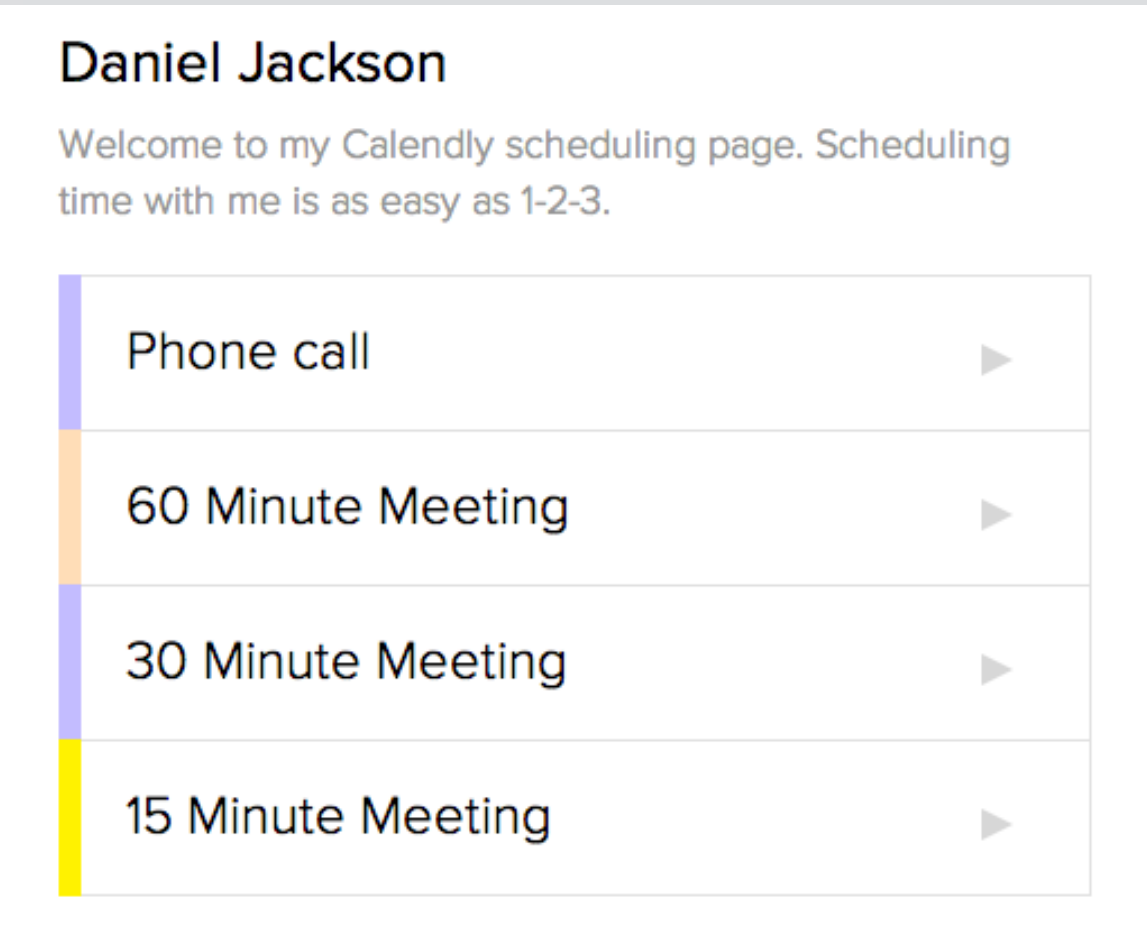 Daniel Jackson
Welcome to my Calendly scheduling page. Scheduling
time with me is as easy as 1-2-3.
Phone call
60 Minute Meeting
30 Minute Meeting
15 Minute Meeting